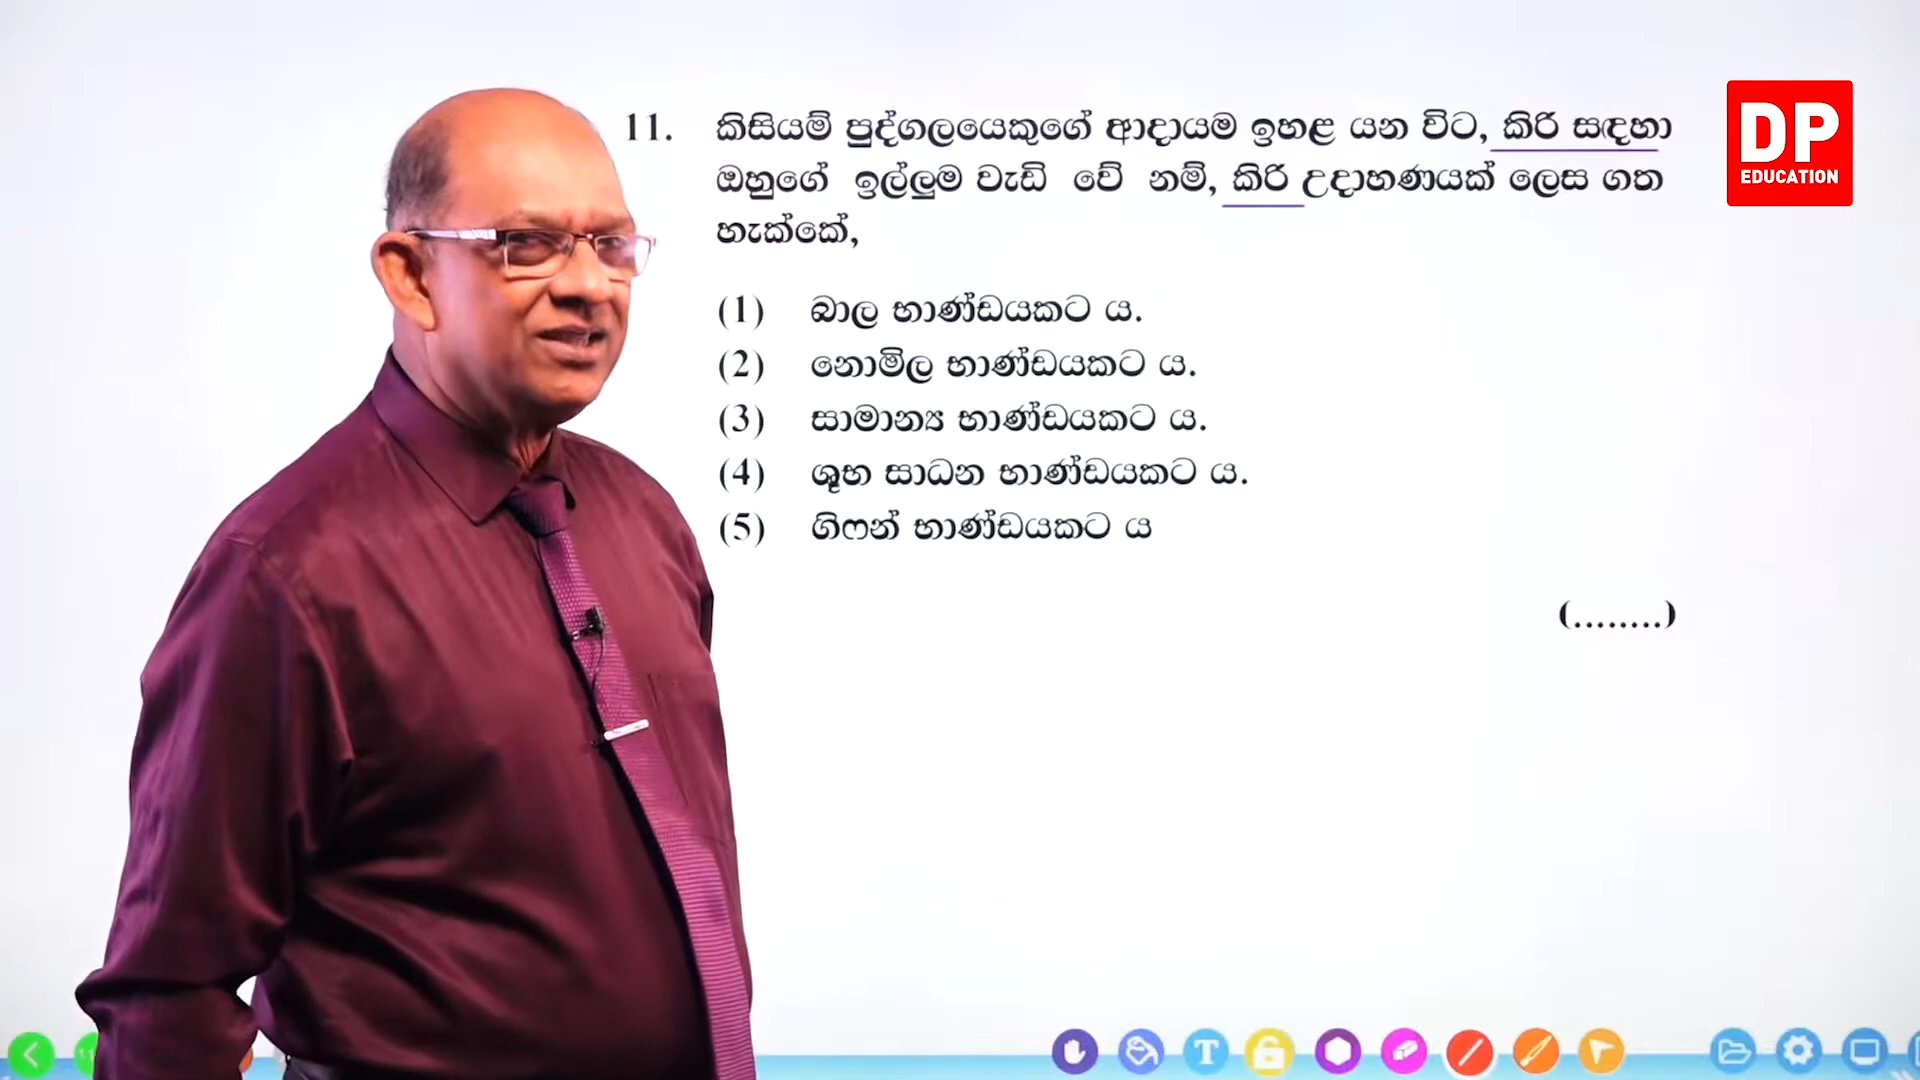 DP
EDUCATION
11. කිසියම් පුද්ගලයෙකුගේ ආදායම ඉහළ යන විට, කිරි සඳහා
ඔහුගේ ඉල්ලුම වැඩි වේ නම්, කිරි උදාහණයක් ලෙස ගත
හැක්කේ,
(1) බාල භාණ්ඩයකට ය.
(2) නොමිල භාණ්ඩයකට ය.
(3) සාමාන්‍ය භාණ්ඩයකට ය.
(4) ශුභ සාධන භාණ්ඩයකට ය.
(5) ගිෆන් භාණ්ඩයකට ය
(........)